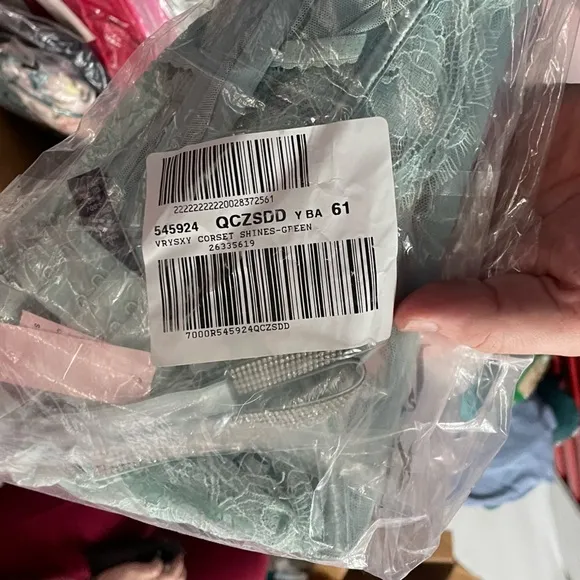 22222222220028372561
545924 QCZSDD Y BA 61
VRYSXY CORSET SHINES-GREEN
26335619
7000R545924QCZSDD